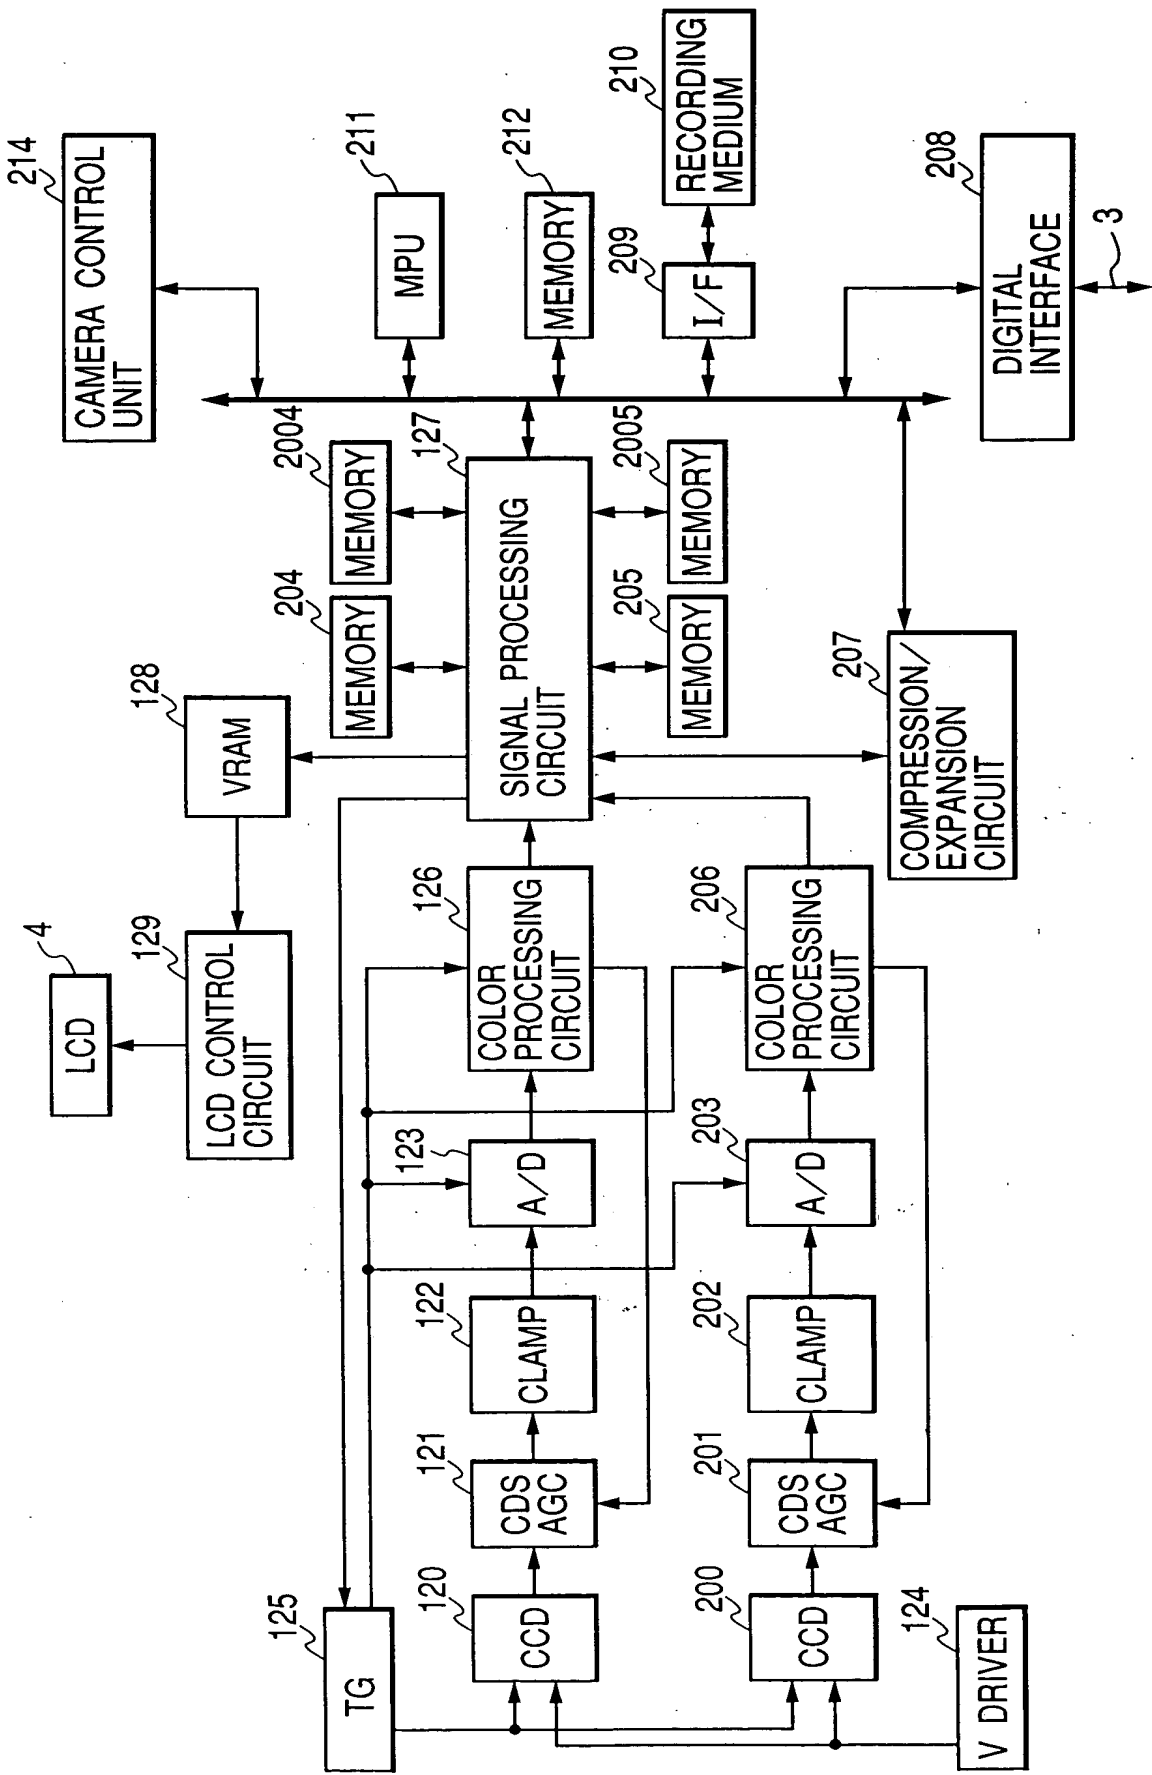 214
CAMERA CONTROL
UNIT
211
MPU
212
MEMORY
210
RECORDING
MEDIUM
209
I/F
208
DIGITAL
INTERFACE
3
2004
MEMORY
204
MEMORY
127
SIGNAL PROCESSING
CIRCUIT
2005
MEMORY
205
MEMORY
207
COMPRESSION/
EXPANSION
CIRCUIT
128
VRAM
129
LCD CONTROL
CIRCUIT
4
LCD
126
COLOR
PROCESSING
CIRCUIT
206
COLOR
PROCESSING
CIRCUIT
123
A/D
203
A/D
122
CLAMP
202
CLAMP
121
CDS
AGC
201
CDS
AGC
125
TG
120
CCD
200
CCD
124
V DRIVER